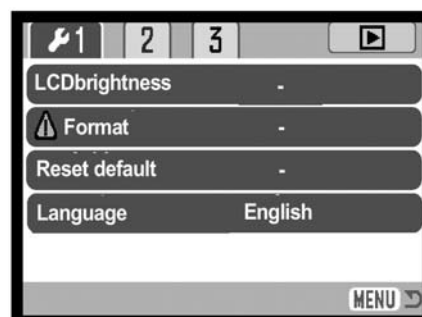 1 2 3
LCDbrightness -
Format -
Reset default -
Language English
MENU